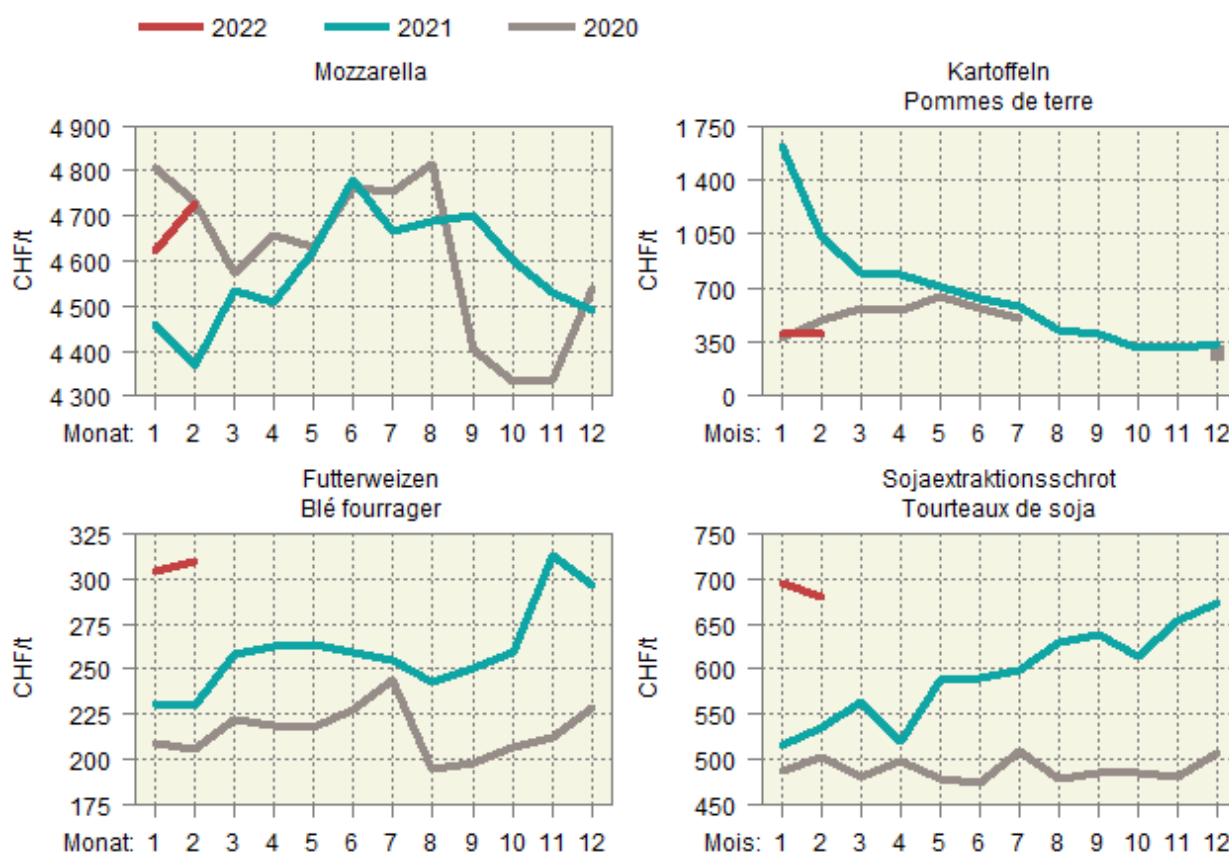 2022 2021 2020
Mozzarella
4 900
4 800
4 700
4 600
4 500
4 400
4 300
CHF/t
Monat: 1 2 3 4 5 6 7 8 9 10 11 12
Kartoffeln
Pommes de terre
1 750
1 400
1 050
700
350
0
CHF/t
Mois: 1 2 3 4 5 6 7 8 9 10 11 12
Futterweizen
Blé fourrager
325
300
275
250
225
200
175
CHF/t
Monat: 1 2 3 4 5 6 7 8 9 10 11 12
Sojaextraktionsschrot
Tourteaux de soja
750
700
650
600
550
500
450
CHF/t
Mois: 1 2 3 4 5 6 7 8 9 10 11 12